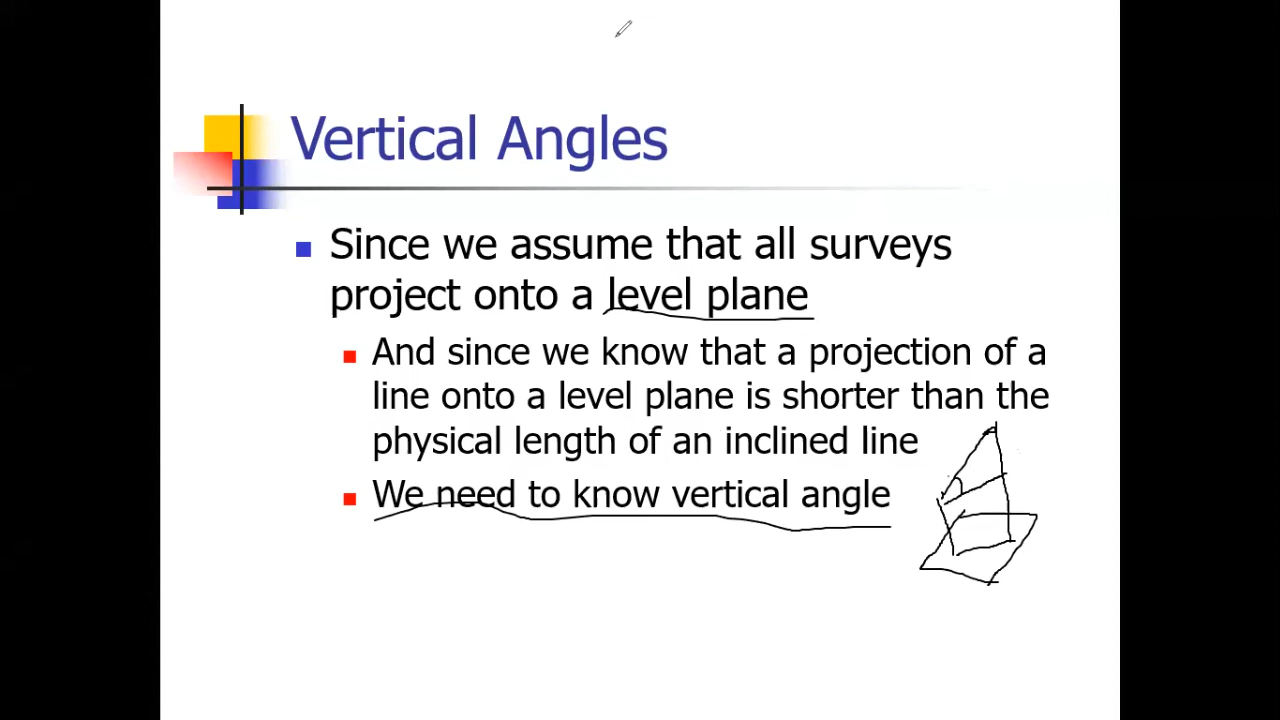 Vertical Angles
Since we assume that all surveys
project onto a level plane
And since we know that a projection of a
line onto a level plane is shorter than the
physical length of an inclined line
We need to know vertical angle